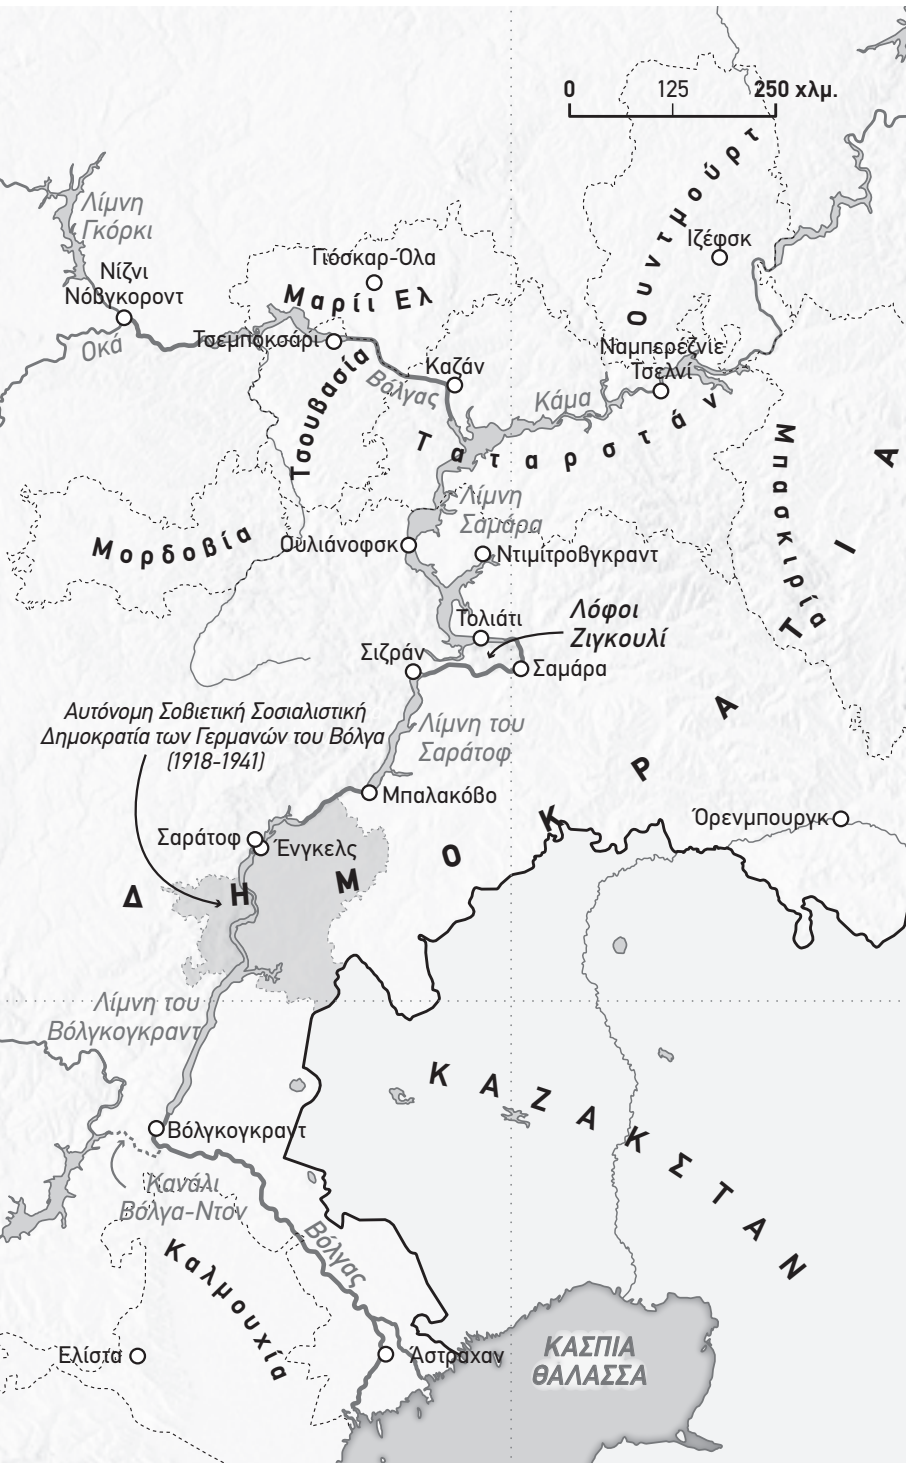 0 125 250 χλμ.
Ουντμούρτ
Λίμνη
Γκόρκι
Ιζέφσκ
Γιόσκαρ-Όλα
Νίζνι
Νόβγκοροντ
Μαρίι Ελ
Οκά
Τσεμποκσάρι
Ναμπερέζνιε
Τσελνί
Τσουβασία
Καζάν
Βόλγας
Κάμα
Ταταρστάν
Μπασκιρία
Λίμνη
Σαμάρα
Μορδοβία
Ουλιάνοφσκ
Ντιμίτροβγκραντ
Τολιάτι
Λόφοι
Ζιγκουλί
Σιζράν
Σαμάρα
Αυτόνομη Σοβιετική Σοσιαλιστική
Δημοκρατία των Γερμανών του Βόλγα
(1918-1941)
Λίμνη του
Σαράτοφ
Μπαλακόβο
Όρενμπουργκ
Σαράτοφ
Ένγκελς
ΔΗΜΟΚΡΑΤΙΑ
Λίμνη του
Βόλγκογκραντ
ΚΑΖΑΚΣΤΑΝ
Βόλγκογκραντ
Κανάλι
Βόλγα-Ντον
Βόλγας
Καλμουχία
Ελίστα
Άστραχαν
ΚΑΣΠΙΑ
ΘΑΛΑΣΣΑ